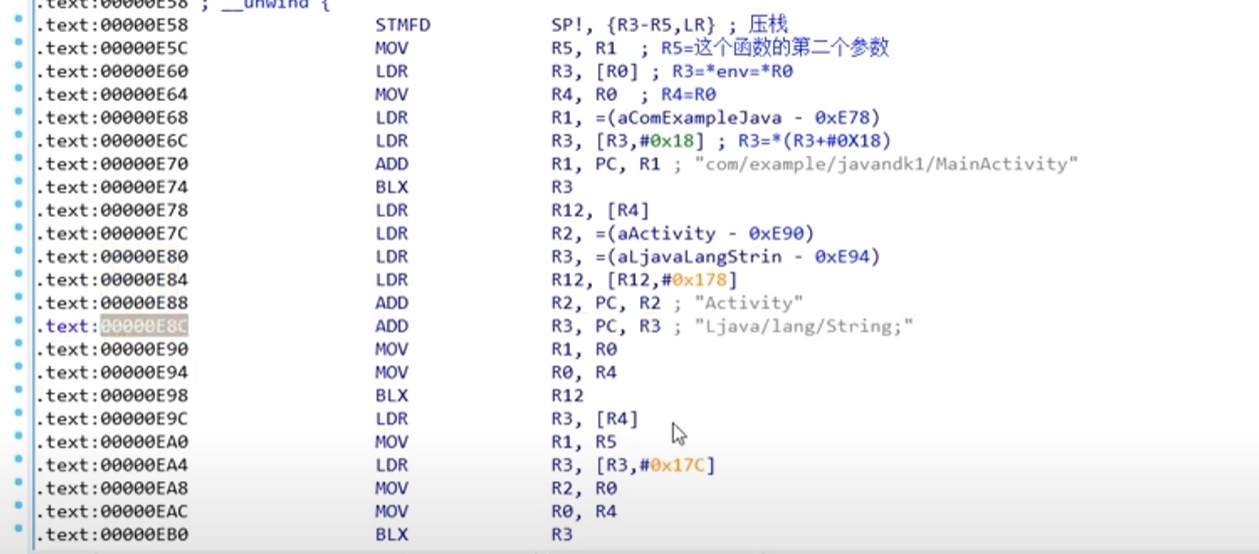 .text:00000E58 ; __unwind {
.text:00000E58 STMFD SP!, {R3-R5,LR} ; 压栈
.text:00000E5C MOV R5, R1 ; R5=这个函数的第二个参数
.text:00000E60 LDR R3, [R0] ; R3=*env=*R0
.text:00000E64 MOV R4, R0 ; R4=R0
.text:00000E68 LDR R1, =(aComExampleJava - 0xE78)
.text:00000E6C LDR R3, [R3,#0x18] ; R3=*(R3+#0X18)
.text:00000E70 ADD R1, PC, R1 ; "com/example/javandk1/MainActivity"
.text:00000E74 BLX R3
.text:00000E78 LDR R12, [R4]
.text:00000E7C LDR R2, =(aActivity - 0xE90)
.text:00000E80 LDR R3, =(aLjavaLangStrin - 0xE94)
.text:00000E84 LDR R12, [R12,#0x178]
.text:00000E88 ADD R2, PC, R2 ; "Activity"
.text:00000E8C ADD R3, PC, R3 ; "Ljava/lang/String;"
.text:00000E90 MOV R1, R0
.text:00000E94 MOV R0, R4
.text:00000E98 BLX R12
.text:00000E9C LDR R3, [R4]
.text:00000EA0 MOV R1, R5
.text:00000EA4 LDR R3, [R3,#0x17C]
.text:00000EA8 MOV R2, R0
.text:00000EAC MOV R0, R4
.text:00000EB0 BLX R3